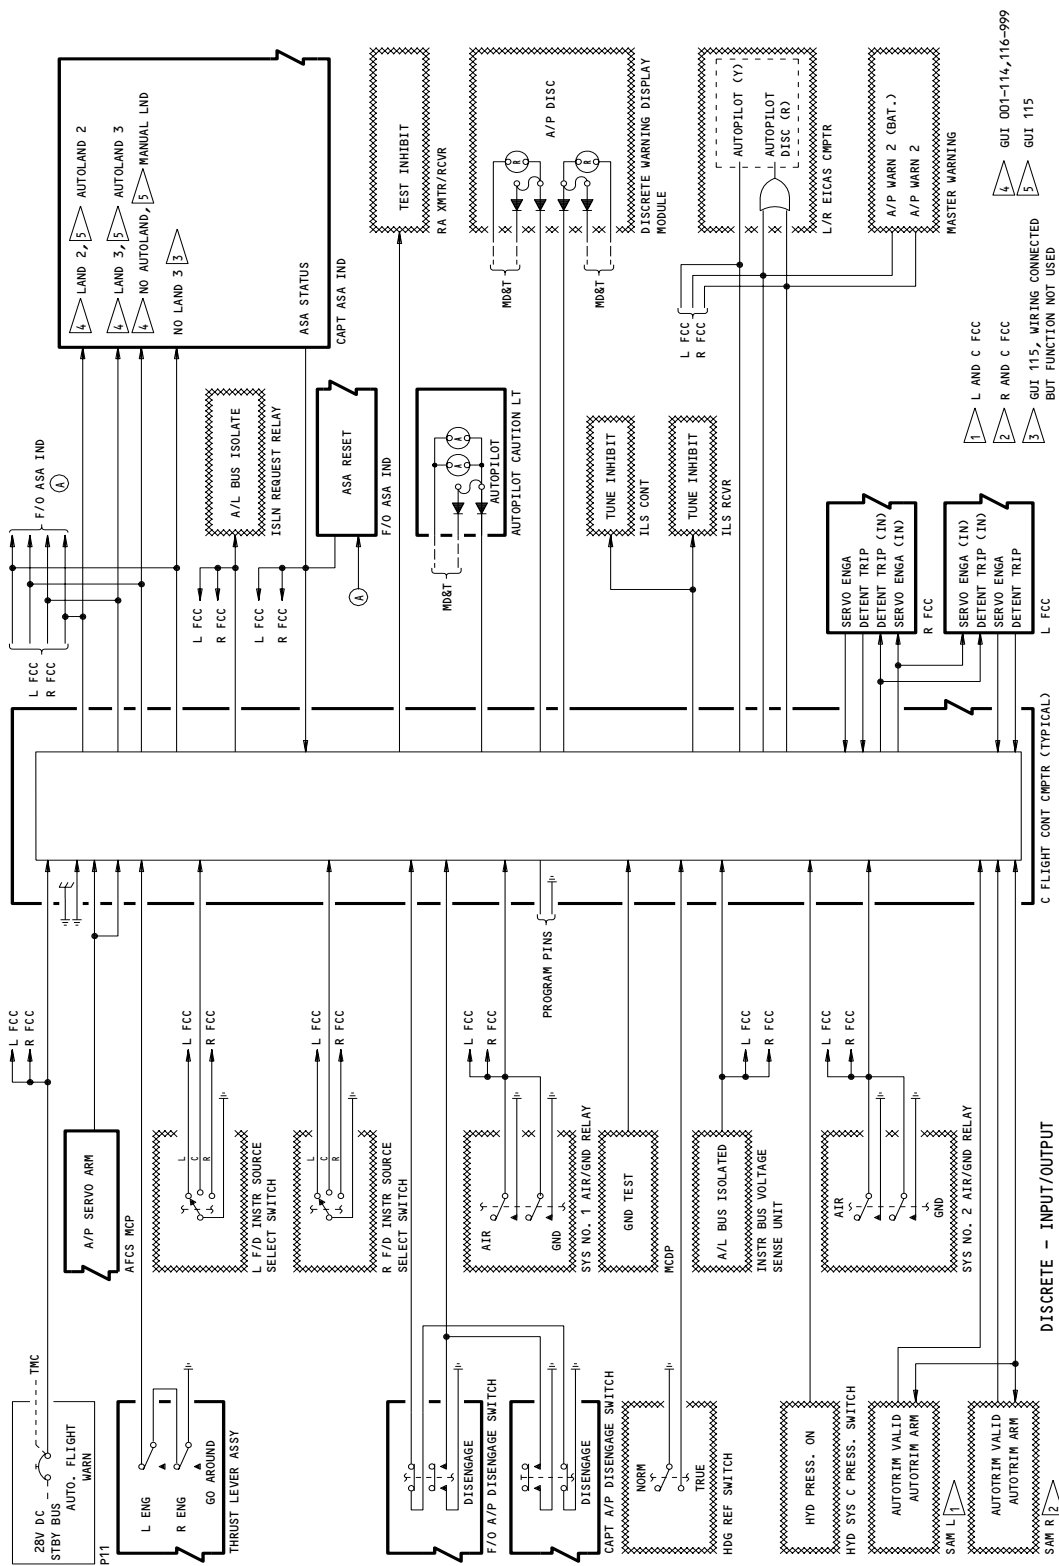 28V DC
STBY BUS
AUTO. FLIGHT
WARN
P11
TMC
L FCC
R FCC
L ENG
R ENG
GO AROUND
THRUST LEVER ASSY
A/P SERVO ARM
AFCS MCP
L
C
R
L FCC
R FCC
L F/D INSTR SOURCE
SELECT SWITCH
L
C
R
L FCC
R FCC
R F/D INSTR SOURCE
SELECT SWITCH
DISENGAGE
F/O A/P DISENGAGE SWITCH
DISENGAGE
CAPT A/P DISENGAGE SWITCH
AIR
GND
SYS NO. 1 AIR/GND RELAY
L FCC
R FCC
PROGRAM PINS
GND TEST
MCDP
NORM
TRUE
HDG REF SWITCH
A/L BUS ISOLATED
INSTR BUS VOLTAGE
SENSE UNIT
L FCC
R FCC
HYD PRESS. ON
HYD SYS C PRESS. SWITCH
AIR
GND
SYS NO. 2 AIR/GND RELAY
L FCC
R FCC
AUTOTRIM VALID
AUTOTRIM ARM
SAM L 1
AUTOTRIM VALID
AUTOTRIM ARM
SAM R 2
C FLIGHT CONT CMPTR (TYPICAL)
L FCC
R FCC
F/O ASA IND
A
4 LAND 2, 5 AUTOLAND 2
4 LAND 3, 5 AUTOLAND 3
4 NO AUTOLAND, 5 MANUAL LND
NO LAND 3 3
ASA STATUS
CAPT ASA IND
L FCC
R FCC
A/L BUS ISOLATE
ISLN REQUEST RELAY
L FCC
R FCC
ASA RESET
F/O ASA IND
A
TEST INHIBIT
RA XMTR/RCVR
MD&T
A
A
AUTOPILOT
AUTOPILOT CAUTION LT
MD&T
R
A/P DISC
R
MD&T
DISCRETE WARNING DISPLAY
MODULE
TUNE INHIBIT
ILS CONT
TUNE INHIBIT
ILS RCVR
L FCC
R FCC
AUTOPILOT (Y)
AUTOPILOT
DISC (R)
L/R EICAS CMPTR
A/P WARN 2 (BAT.)
A/P WARN 2
MASTER WARNING
SERVO ENGA
DETENT TRIP
DETENT TRIP (IN)
SERVO ENGA (IN)
R FCC
SERVO ENGA (IN)
DETENT TRIP (IN)
SERVO ENGA
DETENT TRIP
L FCC
1 L AND C FCC
2 R AND C FCC
3 GUI 115, WIRING CONNECTED
BUT FUNCTION NOT USED
4 GUI 001-114,116-999
5 GUI 115
DISCRETE - INPUT/OUTPUT